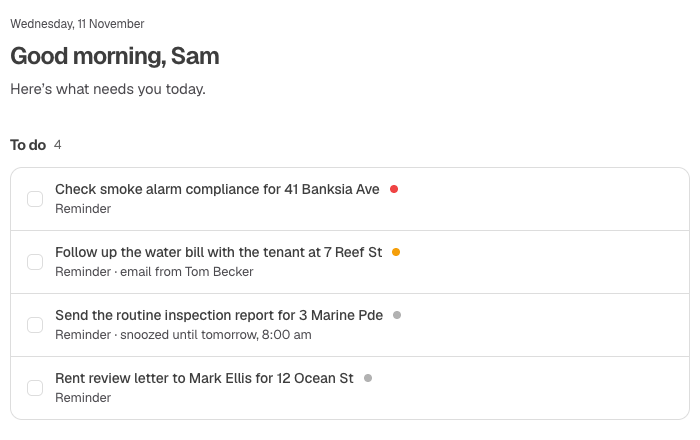 Wednesday, 11 November
Good morning, Sam
Here’s what needs you today.
To do 4
Check smoke alarm compliance for 41 Banksia Ave
Reminder
Follow up the water bill with the tenant at 7 Reef St
Reminder · email from Tom Becker
Send the routine inspection report for 3 Marine Pde
Reminder · snoozed until tomorrow, 8:00 am
Rent review letter to Mark Ellis for 12 Ocean St
Reminder